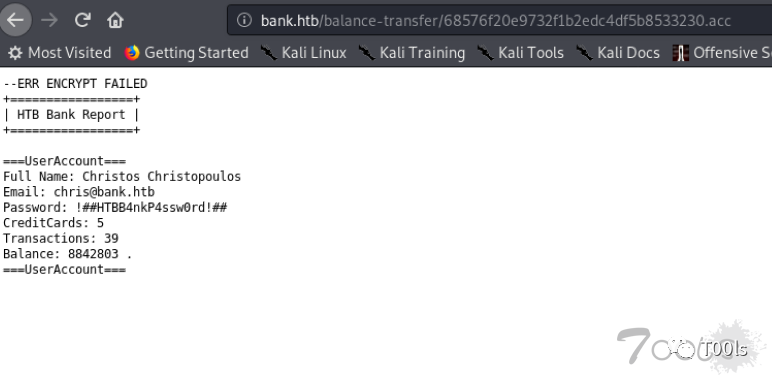 bank.htb/balance-transfer/68576f20e9732f1b2edc4df5b8533230.acc
Most Visited Getting Started Kali Linux Kali Training Kali Tools Kali Docs Offensive Se
--ERR ENCRYPT FAILED
+=================+
| HTB Bank Report |
+=================+
===UserAccount===
Full Name: Christos Christopoulos
Email: chris@bank.htb
Password: !##HTBB4nkP4ssw0rd!##
CreditCards: 5
Transactions: 39
Balance: 8842803 .
===UserAccount===
T00ls